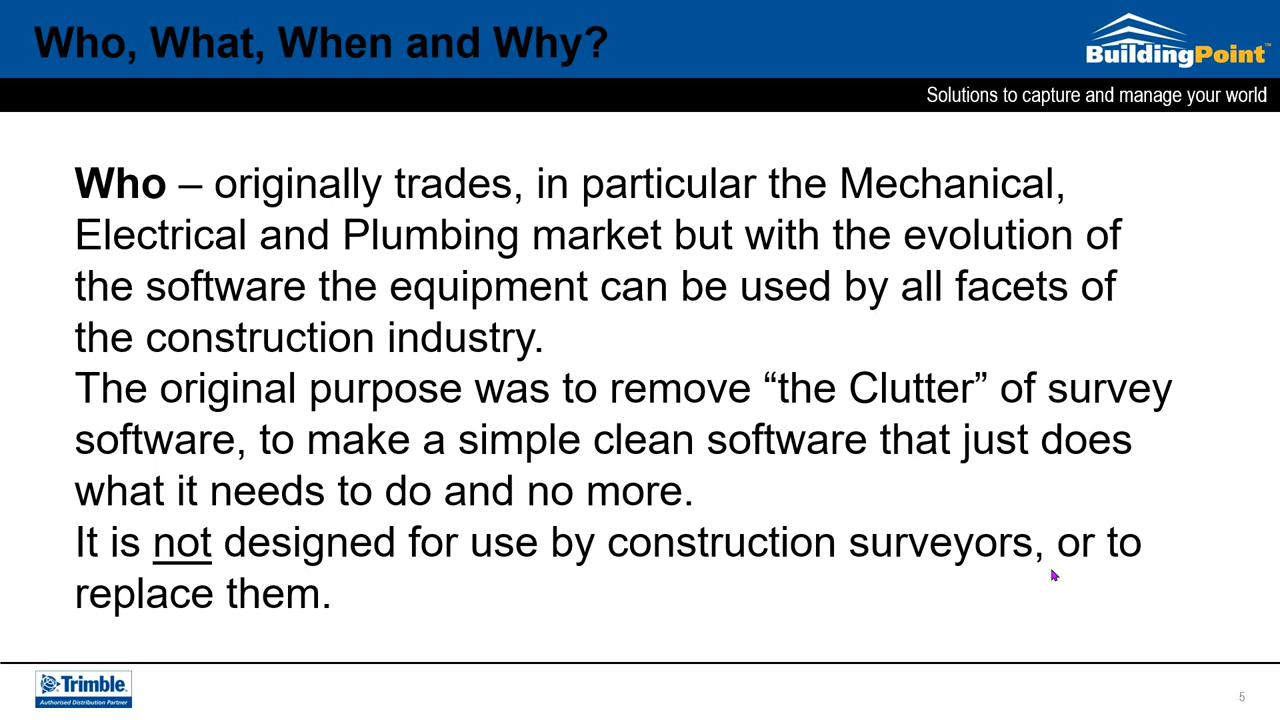 Who, What, When and Why?
BuildingPoint™
Solutions to capture and manage your world
Who – originally trades, in particular the Mechanical,
Electrical and Plumbing market but with the evolution of
the software the equipment can be used by all facets of
the construction industry.
The original purpose was to remove “the Clutter” of survey
software, to make a simple clean software that just does
what it needs to do and no more.
It is not designed for use by construction surveyors, or to
replace them.
Trimble.
Authorised Distribution Partner
5